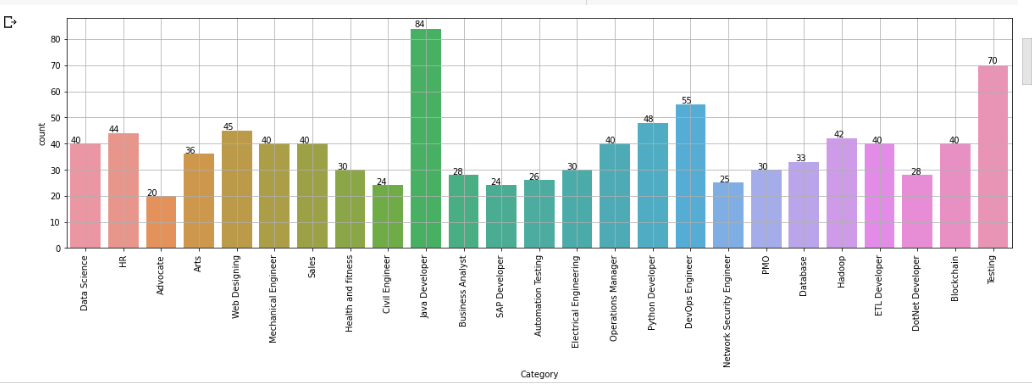 84
80
70
70
60
55
50
48
45
44
42
40
40
40
40
40
40
40
40
36
33
30
30
30
30
28
28
26
25
24
24
20
20
10
0
count
Data Science
HR
Advocate
Arts
Web Designing
Mechanical Engineer
Sales
Health and fitness
Civil Engineer
Java Developer
Business Analyst
SAP Developer
Automation Testing
Electrical Engineering
Operations Manager
Python Developer
DevOps Engineer
Network Security Engineer
PMO
Database
Hadoop
ETL Developer
DotNet Developer
Blockchain
Testing
Category